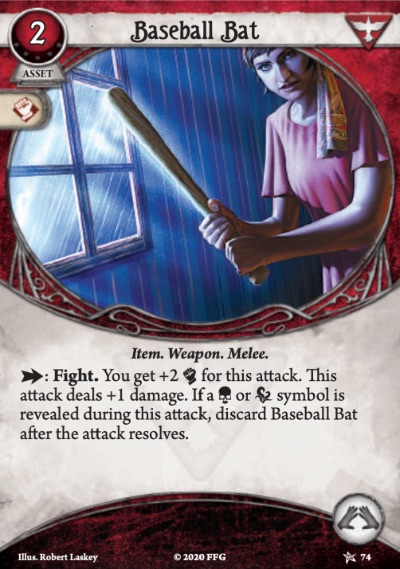 2
Baseball Bat
ASSET
Item. Weapon. Melee.
: Fight. You get +2 for this attack. This
attack deals +1 damage. If a or symbol is
revealed during this attack, discard Baseball Bat
after the attack resolves.
Illus. Robert Laskey
© 2020 FFG
74